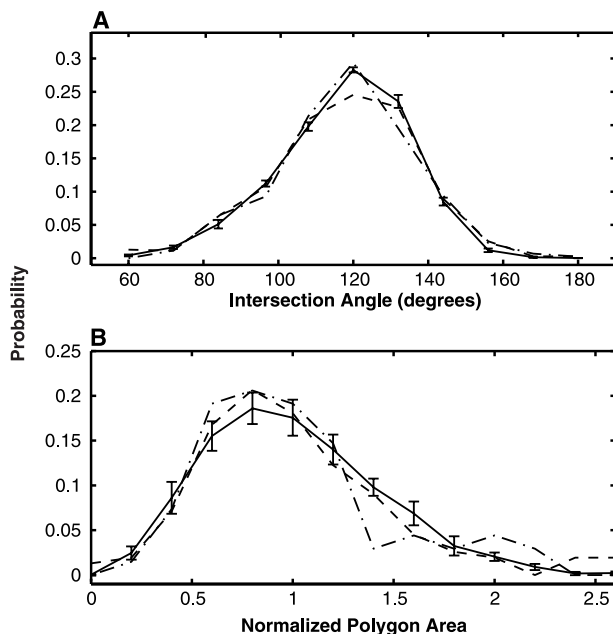 A
0.3
0.25
0.2
0.15
0.1
0.05
0
60 80 100 120 140 160 180
Intersection Angle (degrees)
Probability
B
0.25
0.2
0.15
0.1
0.05
0
0 0.5 1 1.5 2 2.5
Normalized Polygon Area